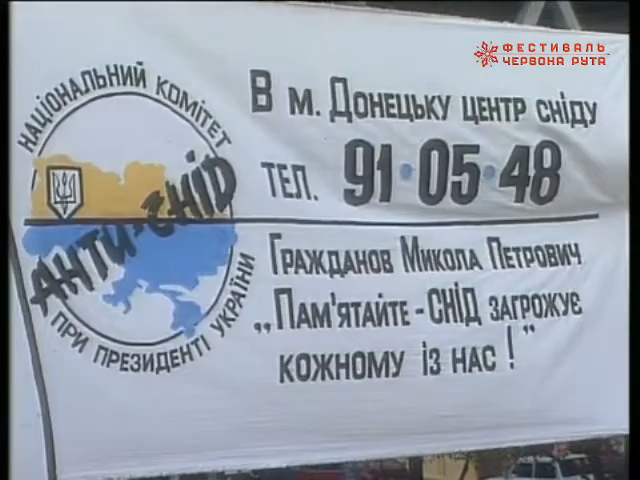 ФЕСТИВАЛЬ
ЧЕРВОНА РУТА
НАЦІОНАЛЬНИЙ КОМІТЕТ
АНТИ-СНІД
ПРИ ПРЕЗИДЕНТІ УКРАЇНИ
В м. ДОНЕЦЬКУ ЦЕНТР СНІДУ
ТЕЛ. 91·05·48
ГРАЖДАНОВ МИКОЛА ПЕТРОВИЧ
„ПАМ'ЯТАЙТЕ - СНІД ЗАГРОЖУЄ
КОЖНОМУ ІЗ НАС!"